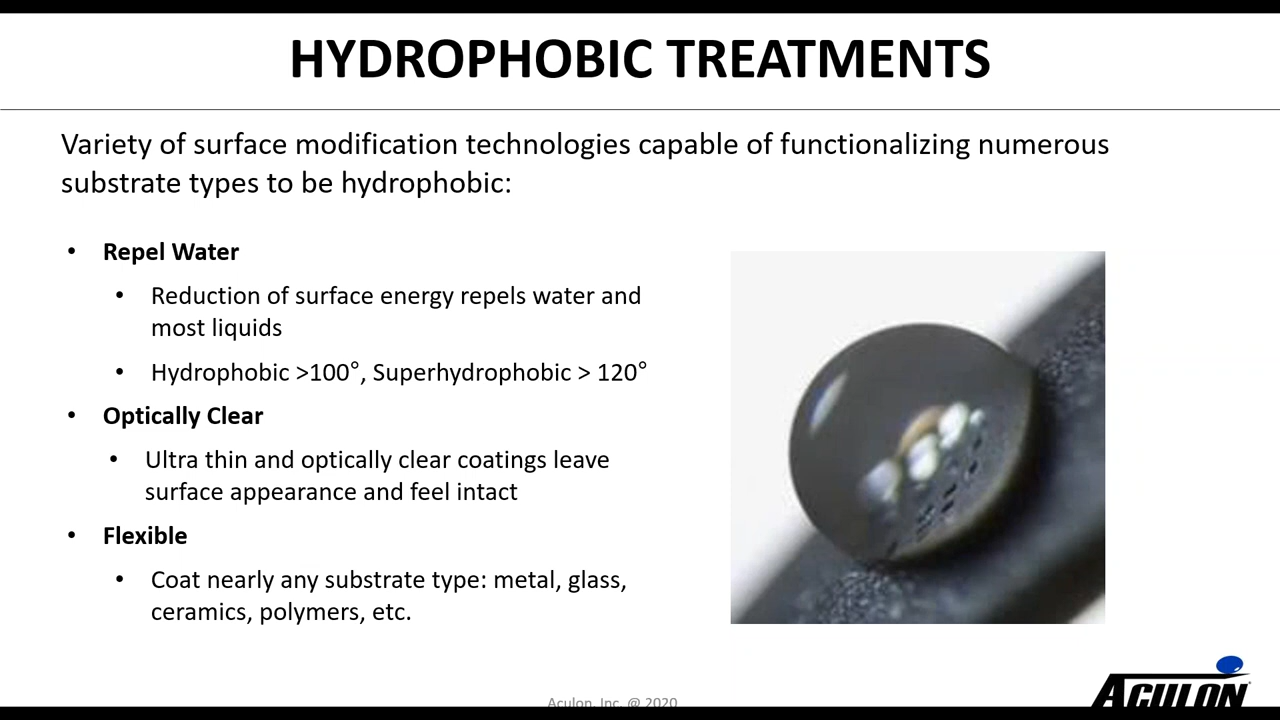 HYDROPHOBIC TREATMENTS
Variety of surface modification technologies capable of functionalizing numerous
substrate types to be hydrophobic:
• Repel Water
• Reduction of surface energy repels water and
most liquids
• Hydrophobic >100°, Superhydrophobic > 120°
• Optically Clear
• Ultra thin and optically clear coatings leave
surface appearance and feel intact
• Flexible
• Coat nearly any substrate type: metal, glass,
ceramics, polymers, etc.
Aculon, Inc. @ 2020
ACULON